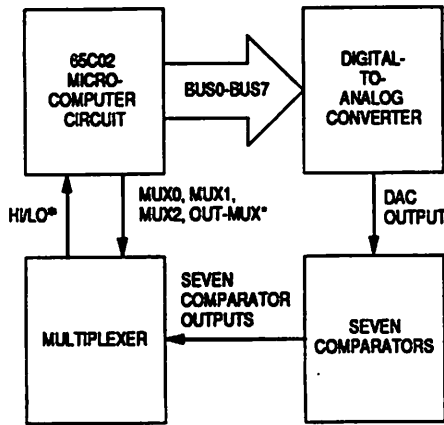 65C02
MICRO-
COMPUTER
CIRCUIT
BUS0-BUS7
DIGITAL-
TO-
ANALOG
CONVERTER
HI/LO*
MUX0, MUX1,
MUX2, OUT-MUX*
DAC
OUTPUT
MULTIPLEXER
SEVEN
COMPARATOR
OUTPUTS
SEVEN
COMPARATORS